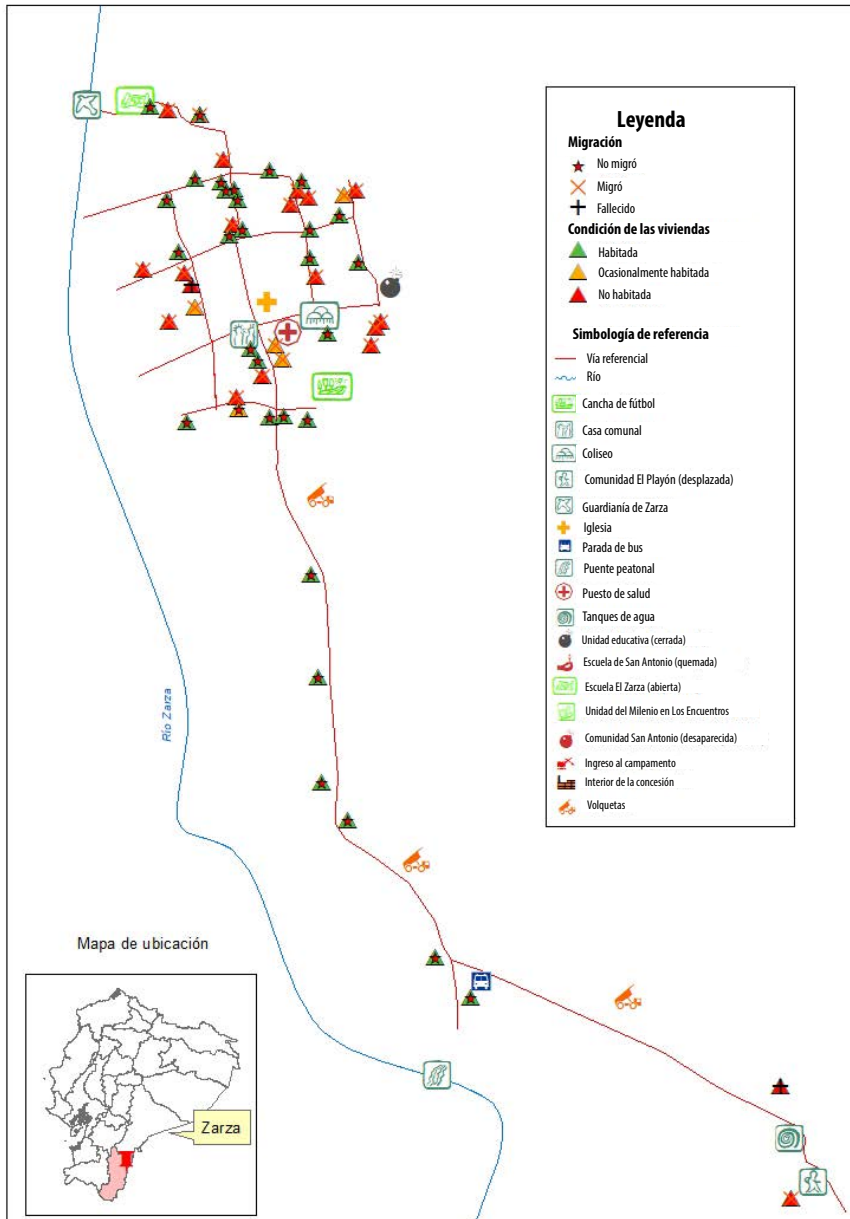 Leyenda
Migración
No migró
Migró
Fallecido
Condición de las viviendas
Habitada
Ocasionalmente habitada
No habitada
Simbología de referencia
Vía referencial
Río
Cancha de fútbol
Casa comunal
Coliseo
Comunidad El Playón (desplazada)
Guardianía de Zarza
Iglesia
Parada de bus
Puente peatonal
Puesto de salud
Tanques de agua
Unidad educativa (cerrada)
Escuela de San Antonio (quemada)
Escuela El Zarza (abierta)
Unidad del Milenio en Los Encuentros
Comunidad San Antonio (desaparecida)
Ingreso al campamento
Interior de la concesión
Volquetas
Río Zarza
Mapa de ubicación
Zarza